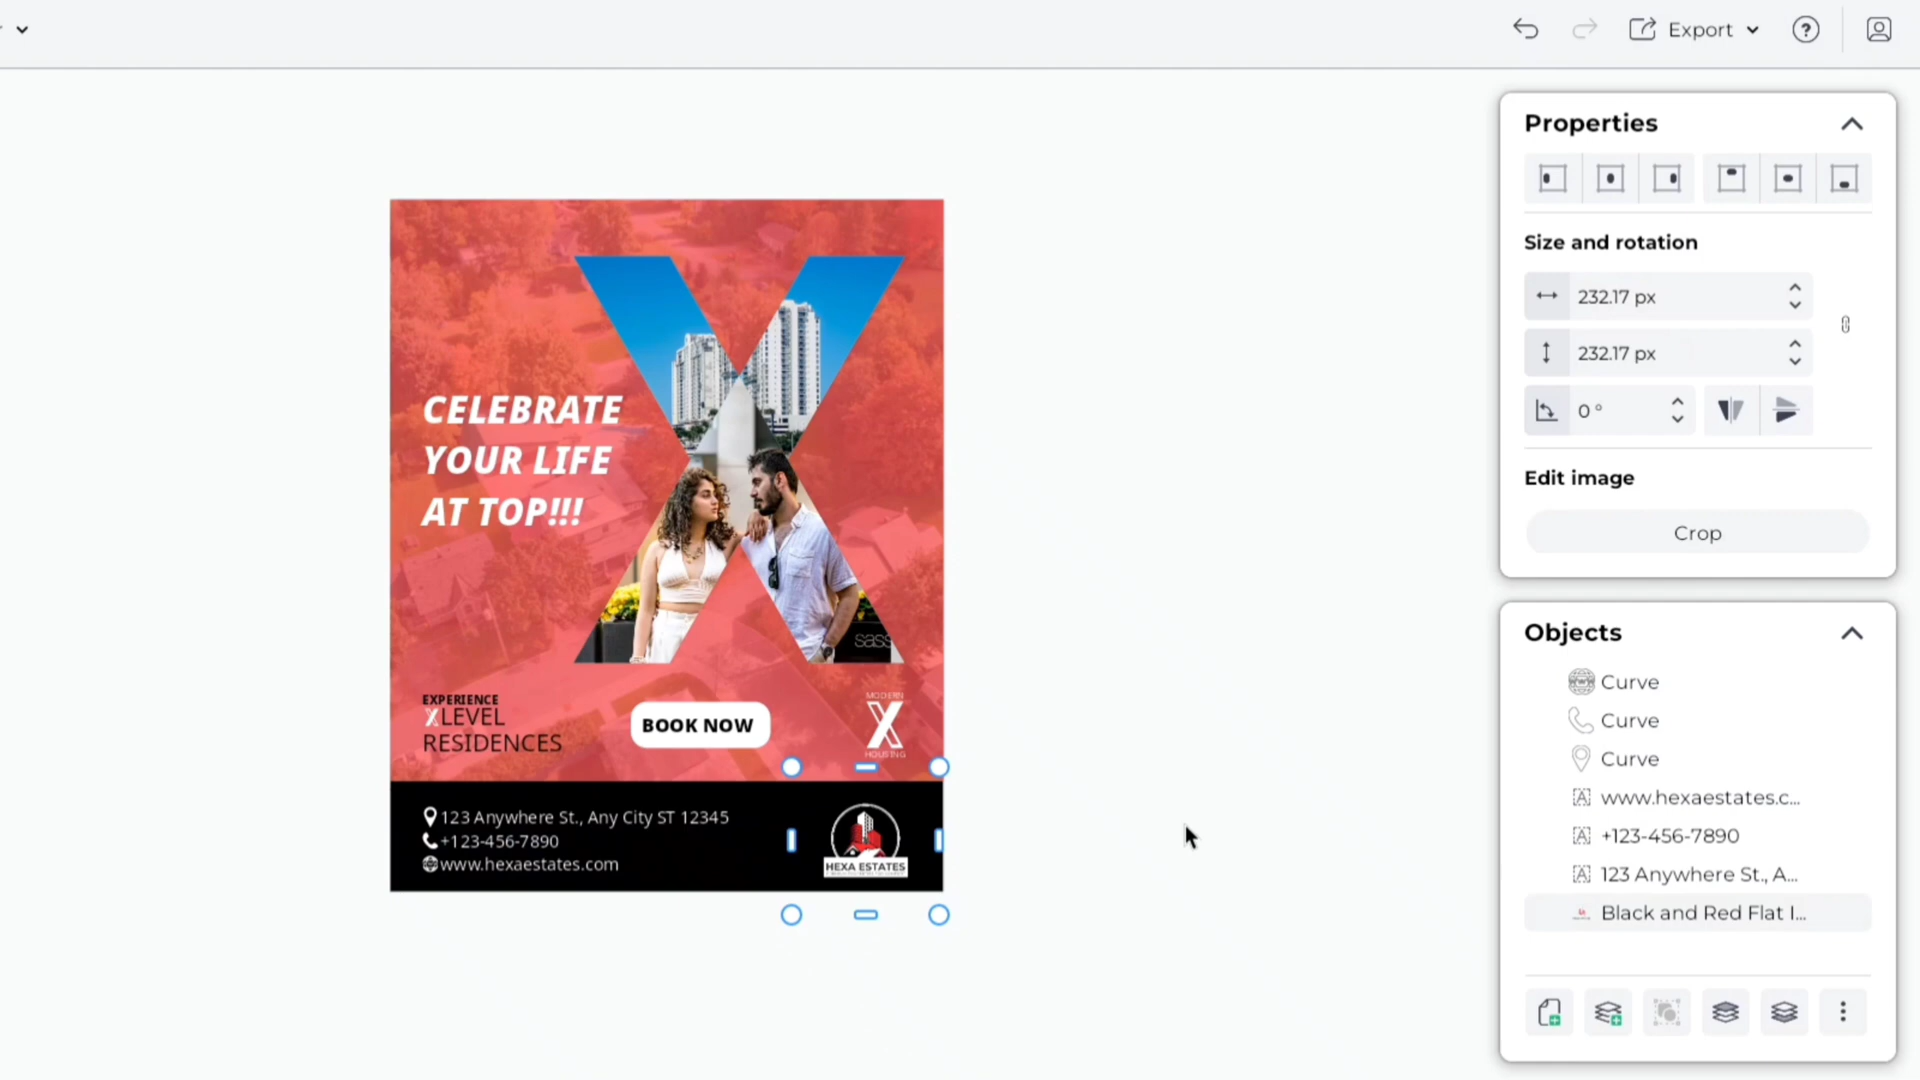 Export
Properties
Size and rotation
232.17 px
232.17 px
0 °
Edit image
Crop
Objects
Curve
Curve
Curve
www.hexaestates.c...
+123-456-7890
123 Anywhere St., A...
Black and Red Flat I...
CELEBRATE
YOUR LIFE
AT TOP!!!
sass
EXPERIENCE
XLEVEL
RESIDENCES
BOOK NOW
MODERN
X
HOUSING
123 Anywhere St., Any City ST 12345
+123-456-7890
www.hexaestates.com
HEXA ESTATES